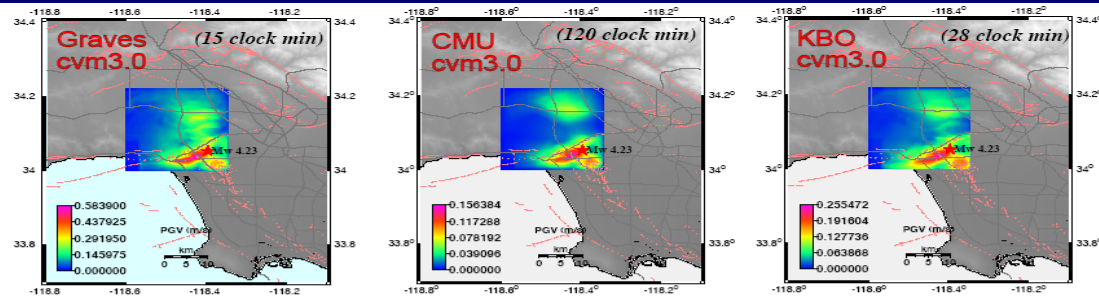 -118.8° -118.6° -118.4° -118.2°
34.4°
34.2°
34°
33.8°
Graves
cvm3.0
(15 clock min)
Mw 4.23
0.583900
0.437925
0.291950
0.145975
0.000000
PGV (m/s)
km
0 5 10
-118.8 -118.6 -118.4 -118.2
-118.8° -118.6° -118.4° -118.2°
34.4°
34.2°
34°
33.8°
CMU
cvm3.0
(120 clock min)
Mw 4.23
0.156384
0.117288
0.078192
0.039096
0.000000
PGV (m/s)
km
0 5 10
-118.8 -118.6 -118.4 -118.2
-118.8° -118.6° -118.4° -118.2°
34.4°
34.2°
34°
33.8°
KBO
cvm3.0
(28 clock min)
Mw 4.23
0.255472
0.191604
0.127736
0.063868
0.000000
PGV (m/s)
km
0 5 10
-118.8 -118.6 -118.4 -118.2
34.4°
34.2°
34°
33.8°